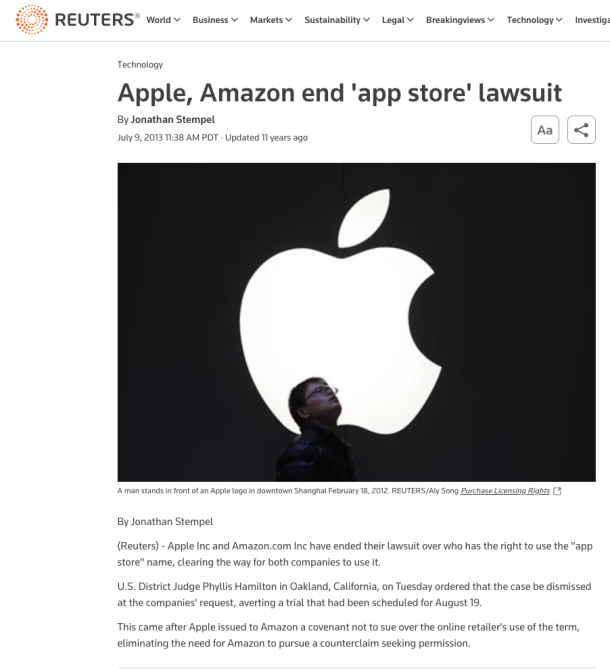 REUTERS® World Business Markets Sustainability Legal Breakingviews Technology Investiga
Technology
Apple, Amazon end 'app store' lawsuit
By Jonathan Stempel
July 9, 2013 11:38 AM PDT · Updated 11 years ago
Aa
A man stands in front of an Apple logo in downtown Shanghai February 18, 2012. REUTERS/Aly Song Purchase Licensing Rights
By Jonathan Stempel
(Reuters) - Apple Inc and Amazon.com Inc have ended their lawsuit over who has the right to use the "app
store" name, clearing the way for both companies to use it.
U.S. District Judge Phyllis Hamilton in Oakland, California, on Tuesday ordered that the case be dismissed
at the companies' request, averting a trial that had been scheduled for August 19.
This came after Apple issued to Amazon a covenant not to sue over the online retailer's use of the term,
eliminating the need for Amazon to pursue a counterclaim seeking permission.